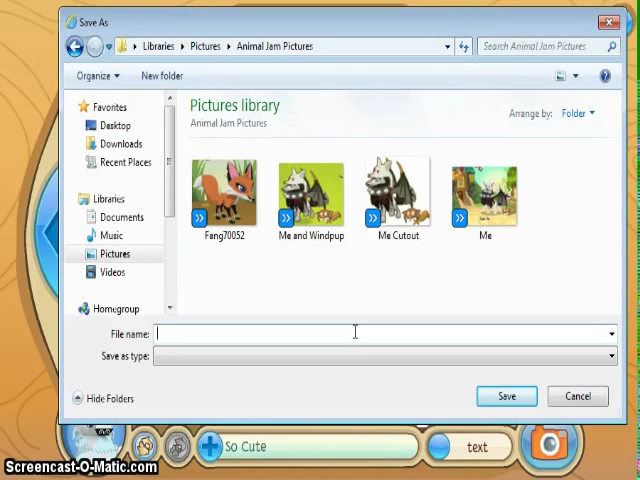 Save As
Libraries Pictures Animal Jam Pictures
Search Animal Jam Pictures
Organize New folder
Favorites
Desktop
Downloads
Recent Places
Libraries
Documents
Music
Pictures
Videos
Homegroup
Pictures library
Animal Jam Pictures
Arrange by: Folder
Fang70052 Me and Windpup Me Cutout Me
File name:
Save as type:
Hide Folders
Save Cancel
So Cute text
Screencast-O-Matic.com